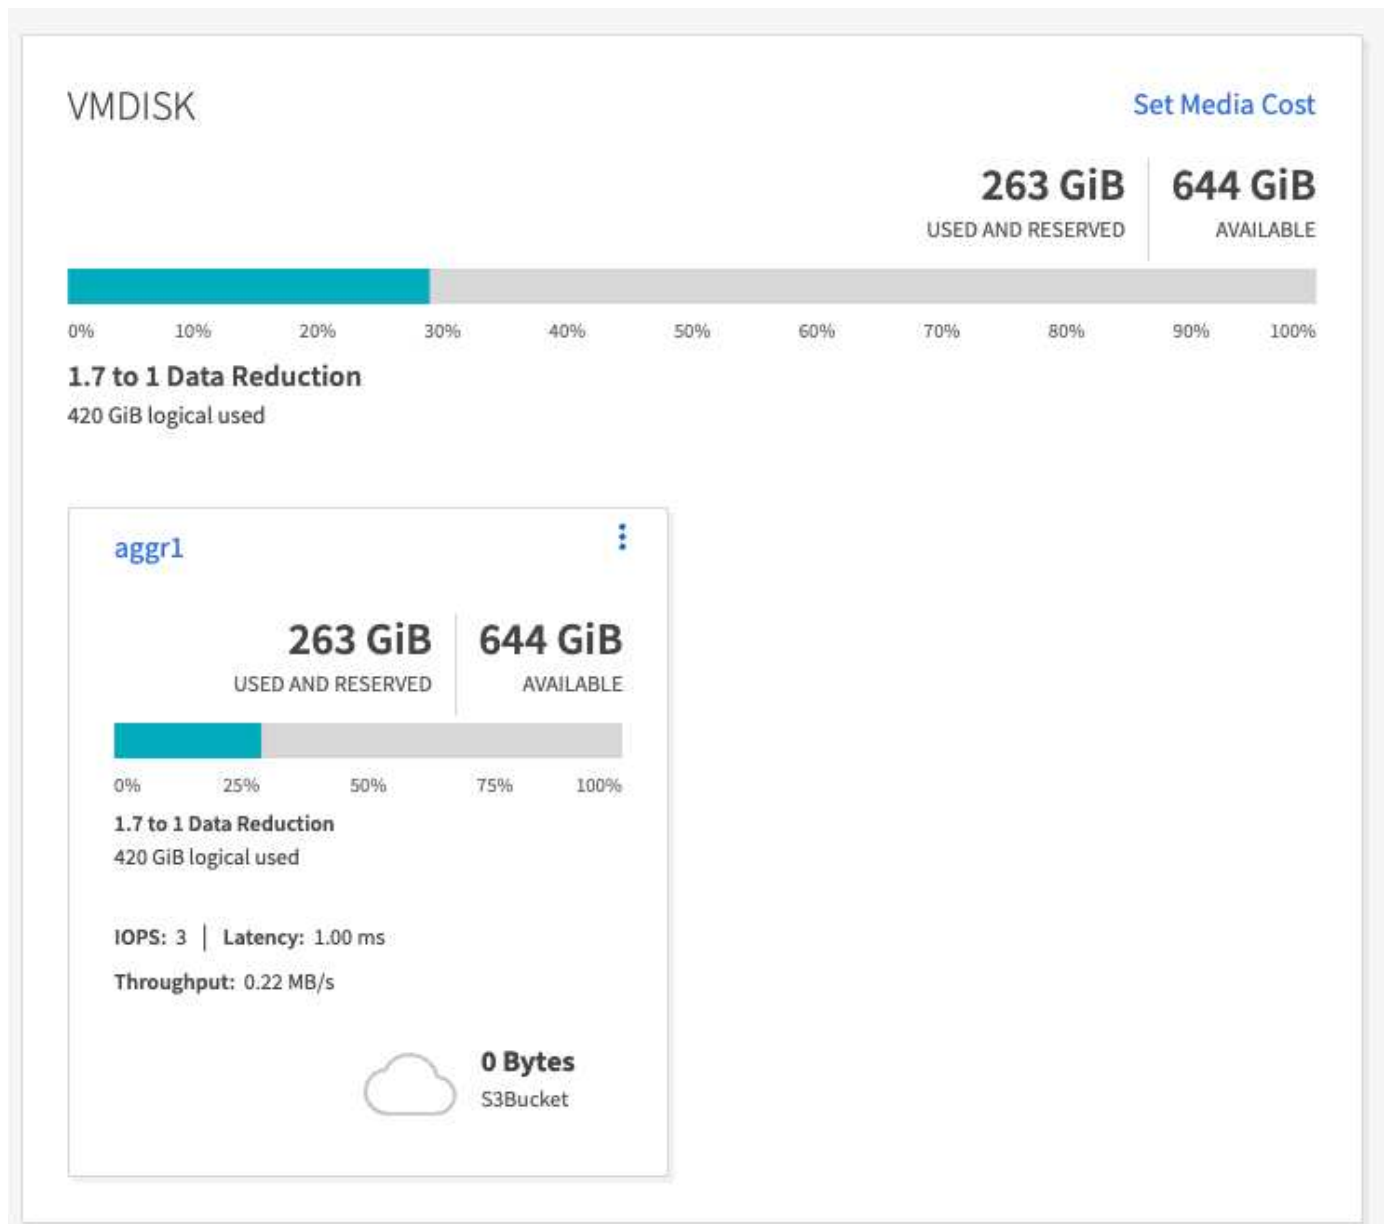 VMDISK
Set Media Cost
263 GiB
644 GiB
USED AND RESERVED
AVAILABLE
0% 10% 20% 30% 40% 50% 60% 70% 80% 90% 100%
1.7 to 1 Data Reduction
420 GiB logical used
aggr1
263 GiB
644 GiB
USED AND RESERVED
AVAILABLE
0% 25% 50% 75% 100%
1.7 to 1 Data Reduction
420 GiB logical used
IOPS: 3 | Latency: 1.00 ms
Throughput: 0.22 MB/s
0 Bytes
S3Bucket